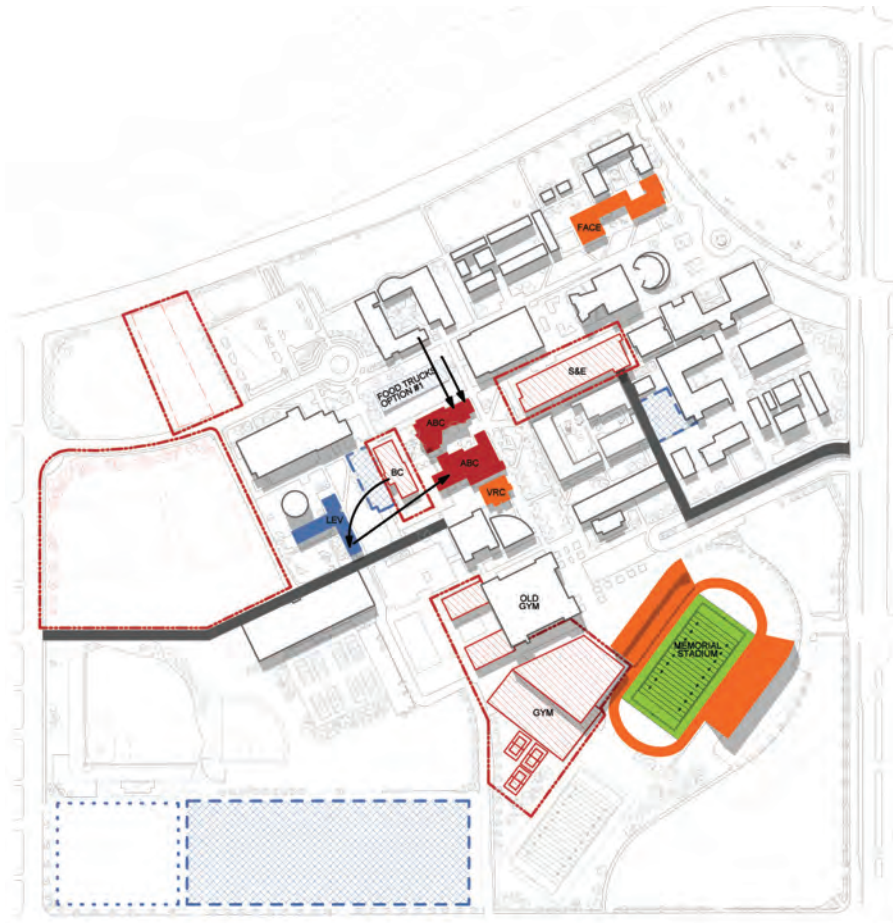 FACE
S&E
FOOD TRUCKS
OPTION #1
ABC
ABC
BC
VRC
LEV
OLD
GYM
MEMORIAL
STADIUM
GYM